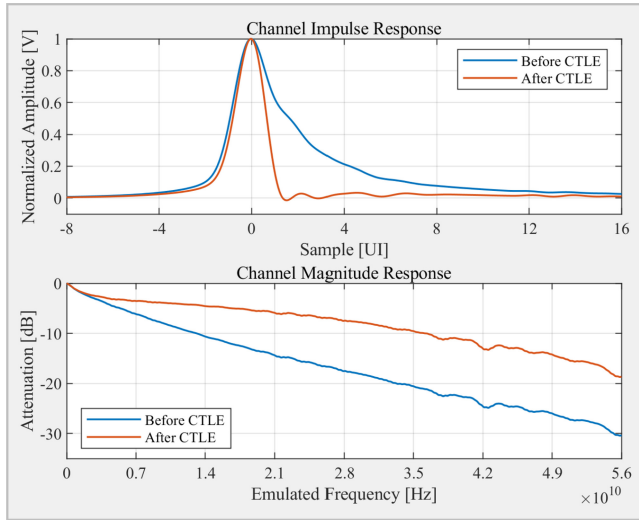 Channel Impulse Response
Normalized Amplitude [V]
1
0.8
0.6
0.4
0.2
0
Before CTLE
After CTLE
-8
-4
0
4
8
12
16
Sample [UI]
Channel Magnitude Response
Attenuation [dB]
0
-10
-20
-30
Before CTLE
After CTLE
0
0.7
1.4
2.1
2.8
3.5
4.2
4.9
5.6
Emulated Frequency [Hz]
×10^10